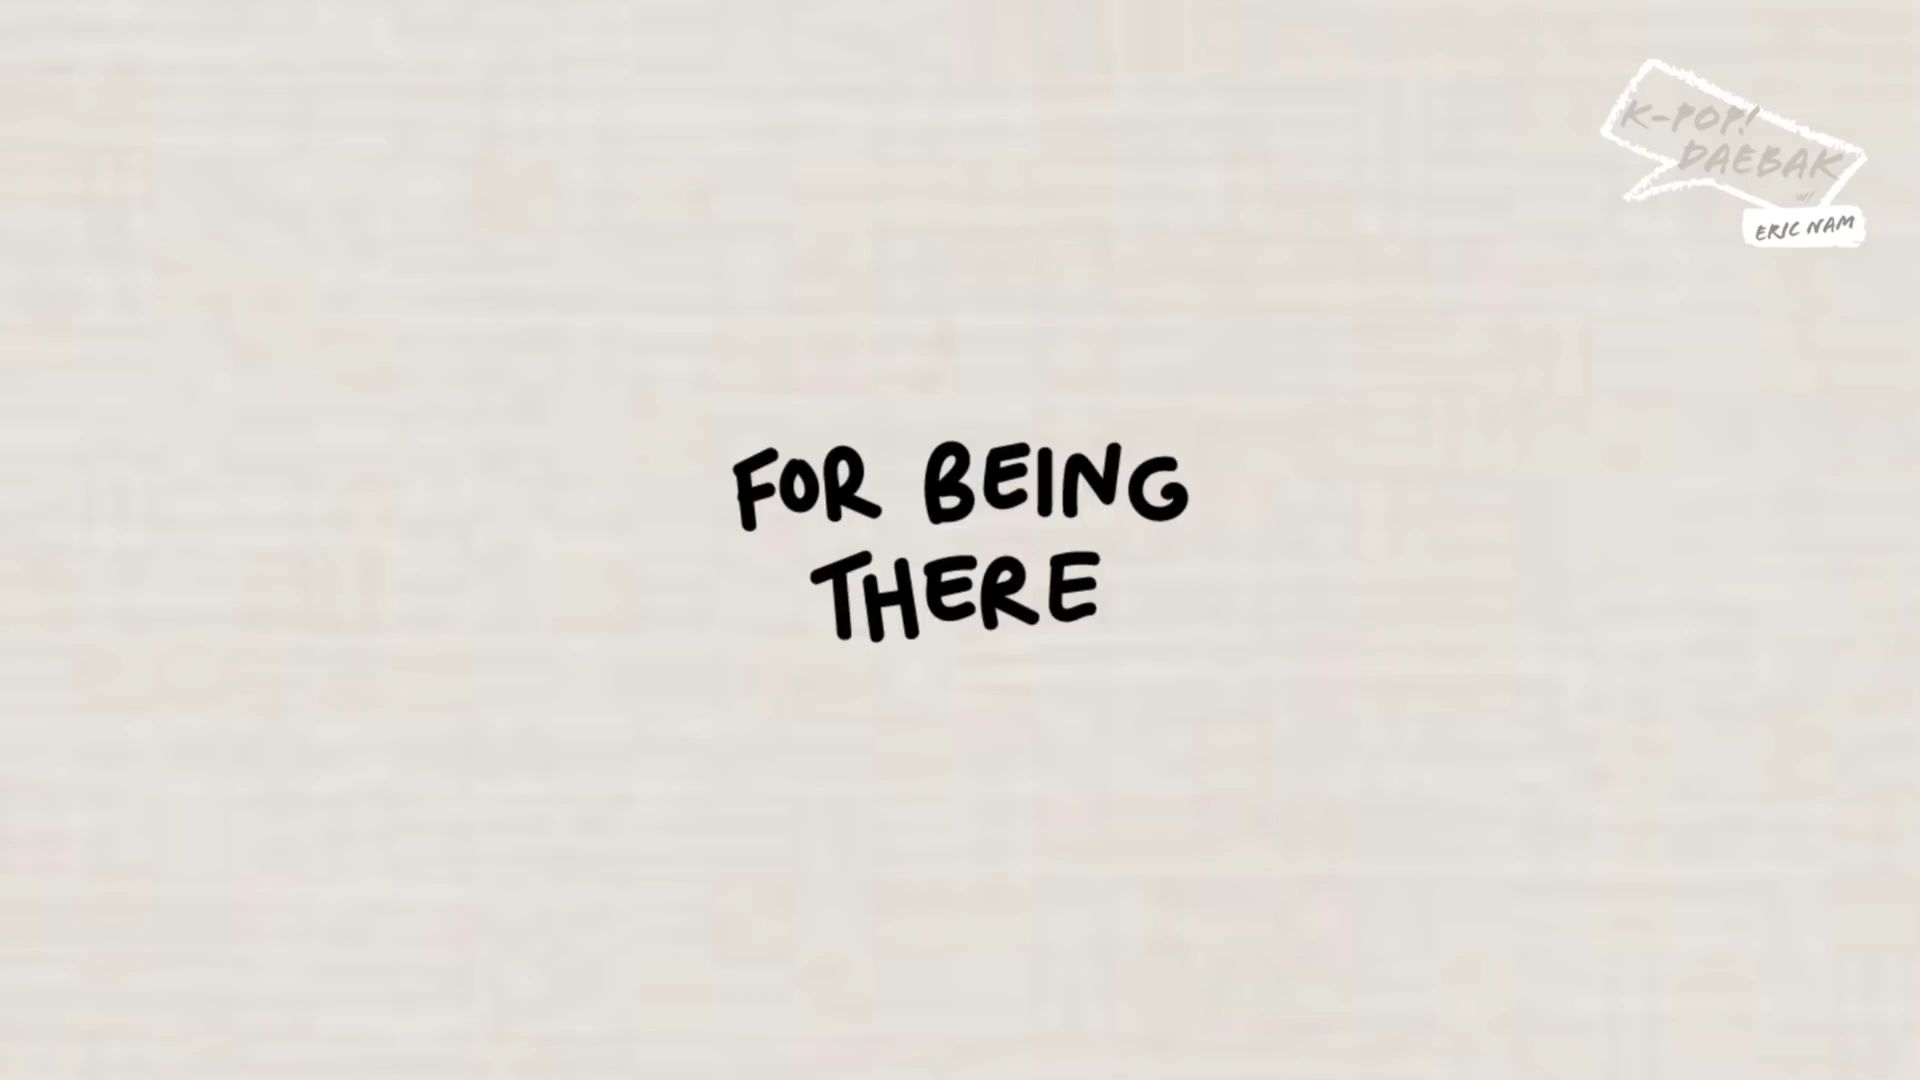 K-POP!
DAEBAK
W/
ERIC NAM
FOR BEING
THERE